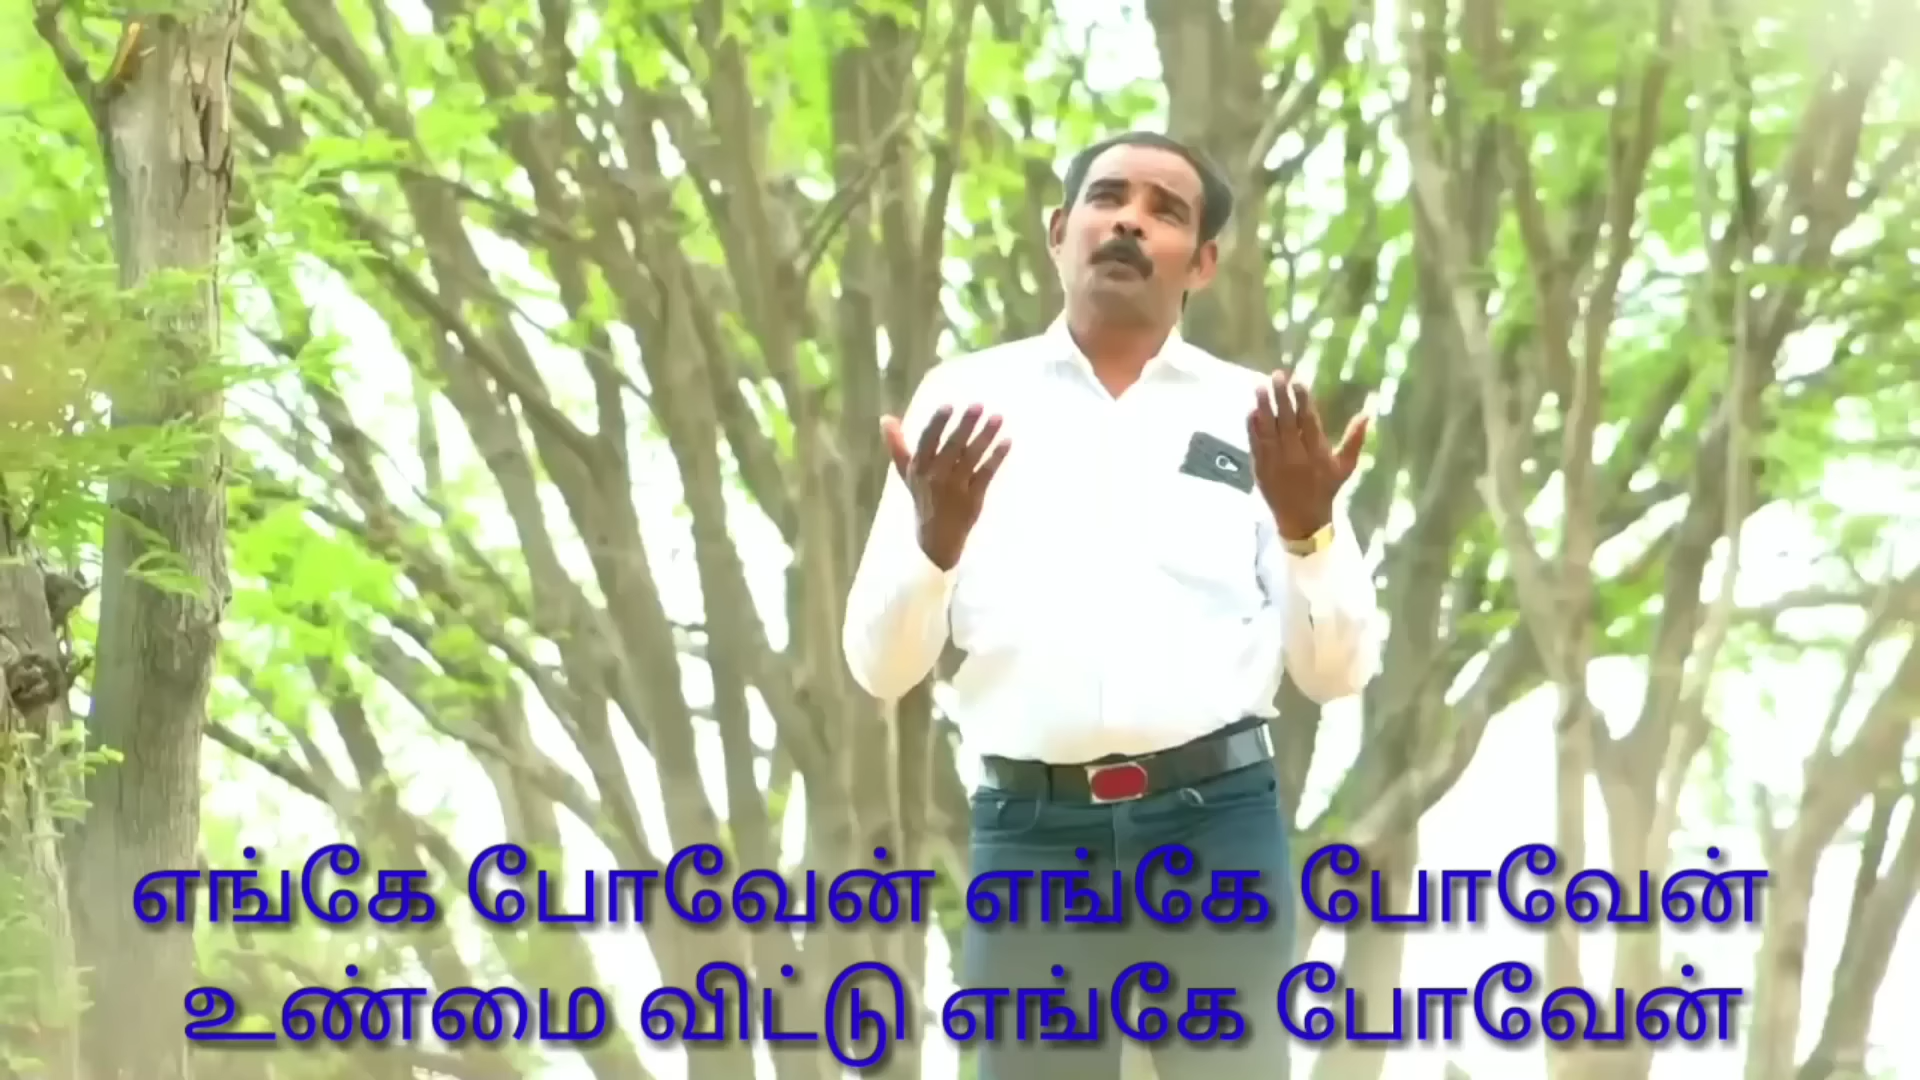 எங்கே போவேன் எங்கே போவேன்
உண்மை விட்டு எங்கே போவேன்